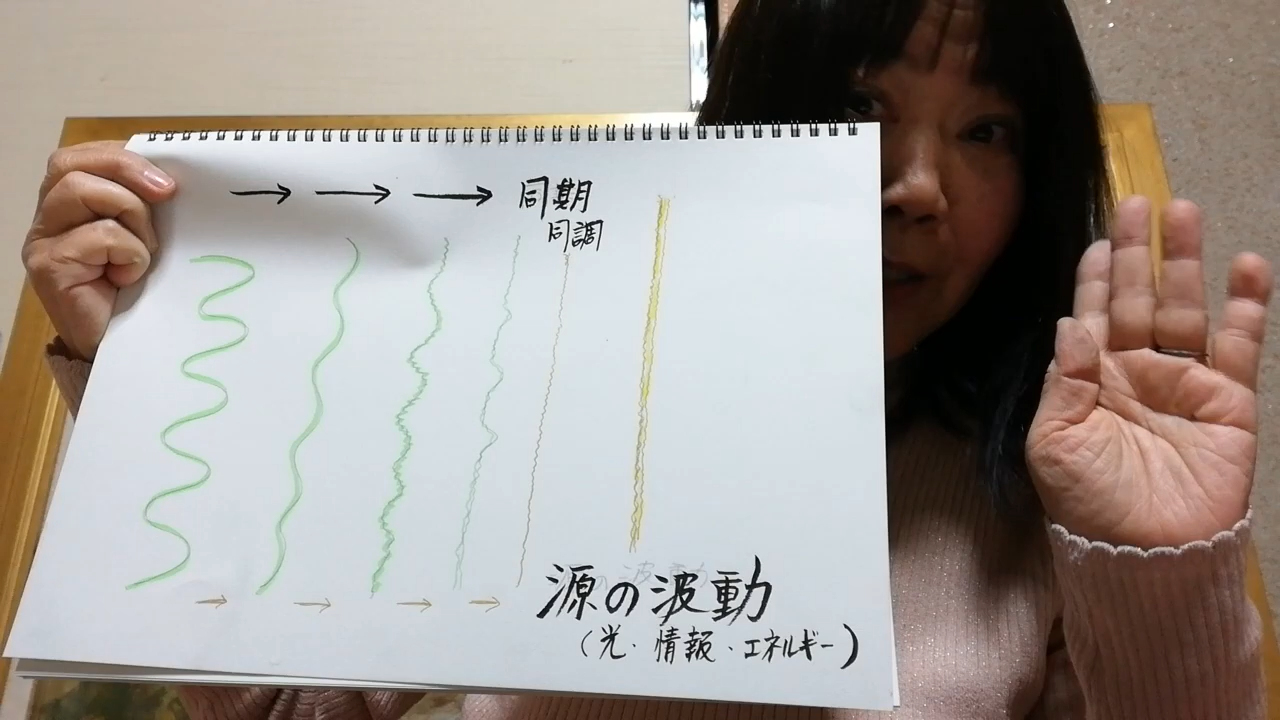 → → → 同期
同調
→ → → →
源の波動
(光・情報・エネルギー)